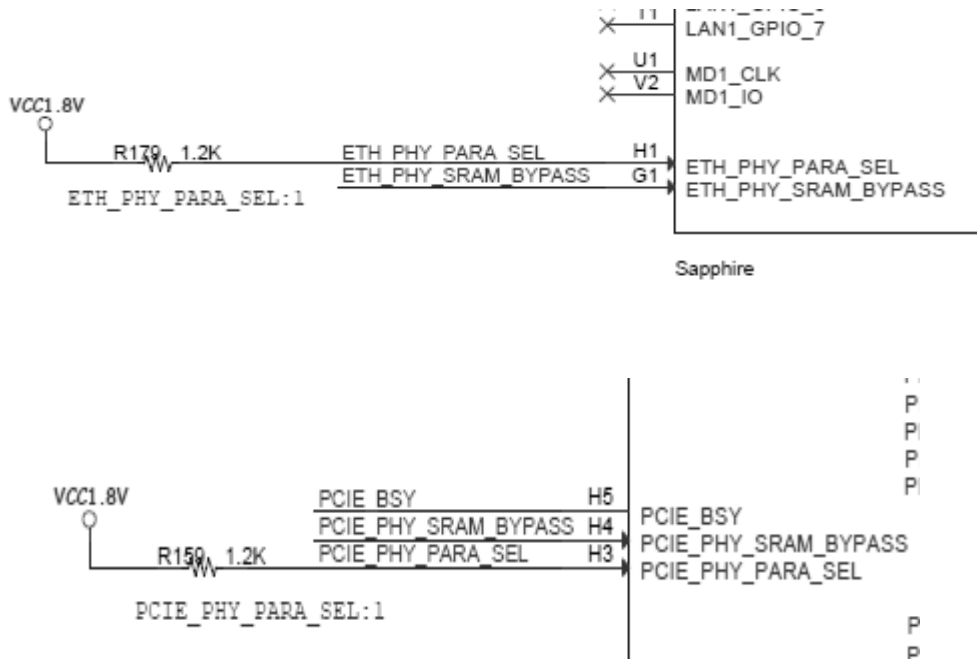 LAN1_GPIO_7
U1
MD1_CLK
V2
MD1_IO
VCC1.8V
R179 1.2K
ETH_PHY_PARA_SEL
H1
ETH_PHY_PARA_SEL
ETH_PHY_SRAM_BYPASS
G1
ETH_PHY_SRAM_BYPASS
ETH_PHY_PARA_SEL:1
Sapphire
P
P
P
P
VCC1.8V
PCIE_BSY
H5
PCIE_BSY
PCIE_PHY_SRAM_BYPASS
H4
PCIE_PHY_SRAM_BYPASS
R159 1.2K
PCIE_PHY_PARA_SEL
H3
PCIE_PHY_PARA_SEL
PCIE_PHY_PARA_SEL:1
P
P